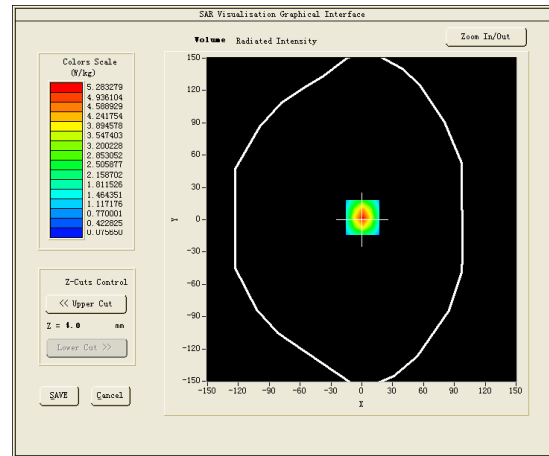 SAR Visualisation Graphical Interface
Volume Radiated Intensity
Zoom In/Out
Colors Scale
(W/kg)
5.283279
4.936104
4.588929
4.241754
3.894578
3.547403
3.200228
2.853052
2.505877
2.158702
1.811526
1.464351
1.117176
0.770001
0.422825
0.075650
Z-Cuts Control
<< Upper Cut
Z = 4.0 mm
Lower Cut >>
SAVE Cancel
150
120
90
60
30
0
-30
-60
-90
-120
-150
Y
-150 -120 -90 -60 -30 0 30 60 90 120 150
X